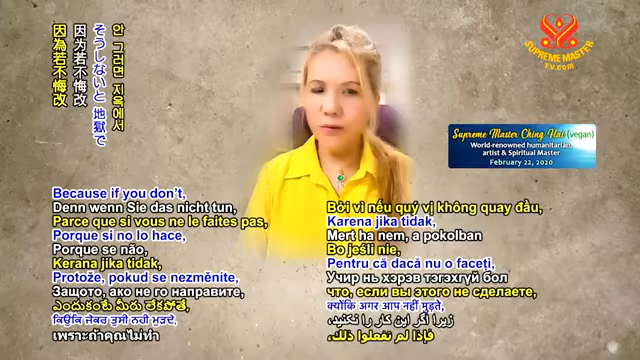 안 그러면 지옥에서
そうしないと 地獄で
因为若不悔改
因為若不悔改
SUPREME MASTER
TV.com
Supreme Master Ching Hai (vegan)
World-renowned humanitarian,
artist & Spiritual Master
February 22, 2020
Because if you don't,
Denn wenn Sie das nicht tun,
Parce que si vous ne le faites pas,
Porque si no lo hace,
Porque se não,
Kerana jika tidak,
Protože, pokud se nezměníte,
Защото, ако не го направите,
ఎందుకంటే మీరు లేకపోతే,
ਕਿਉਂਕਿ ਜੇਕਰ ਤੁਸੀਂ ਨਹੀਂ ਮੁੜਦੇ,
เพราะถ้าคุณไม่ทำ
Bởi vì nếu quý vị không quay đầu,
Karena jika tidak,
Mert ha nem, a pokolban
Bo jeśli nie,
Pentru că dacă nu o faceți,
Учир нь хэрэв тэгэхгүй бол
что, если вы этого не сделаете,
क्योंकि अगर आप नहीं मुड़ते,
زیرا اگر این کار را نکنید،
فإذا لم تفعلوا ذلك،